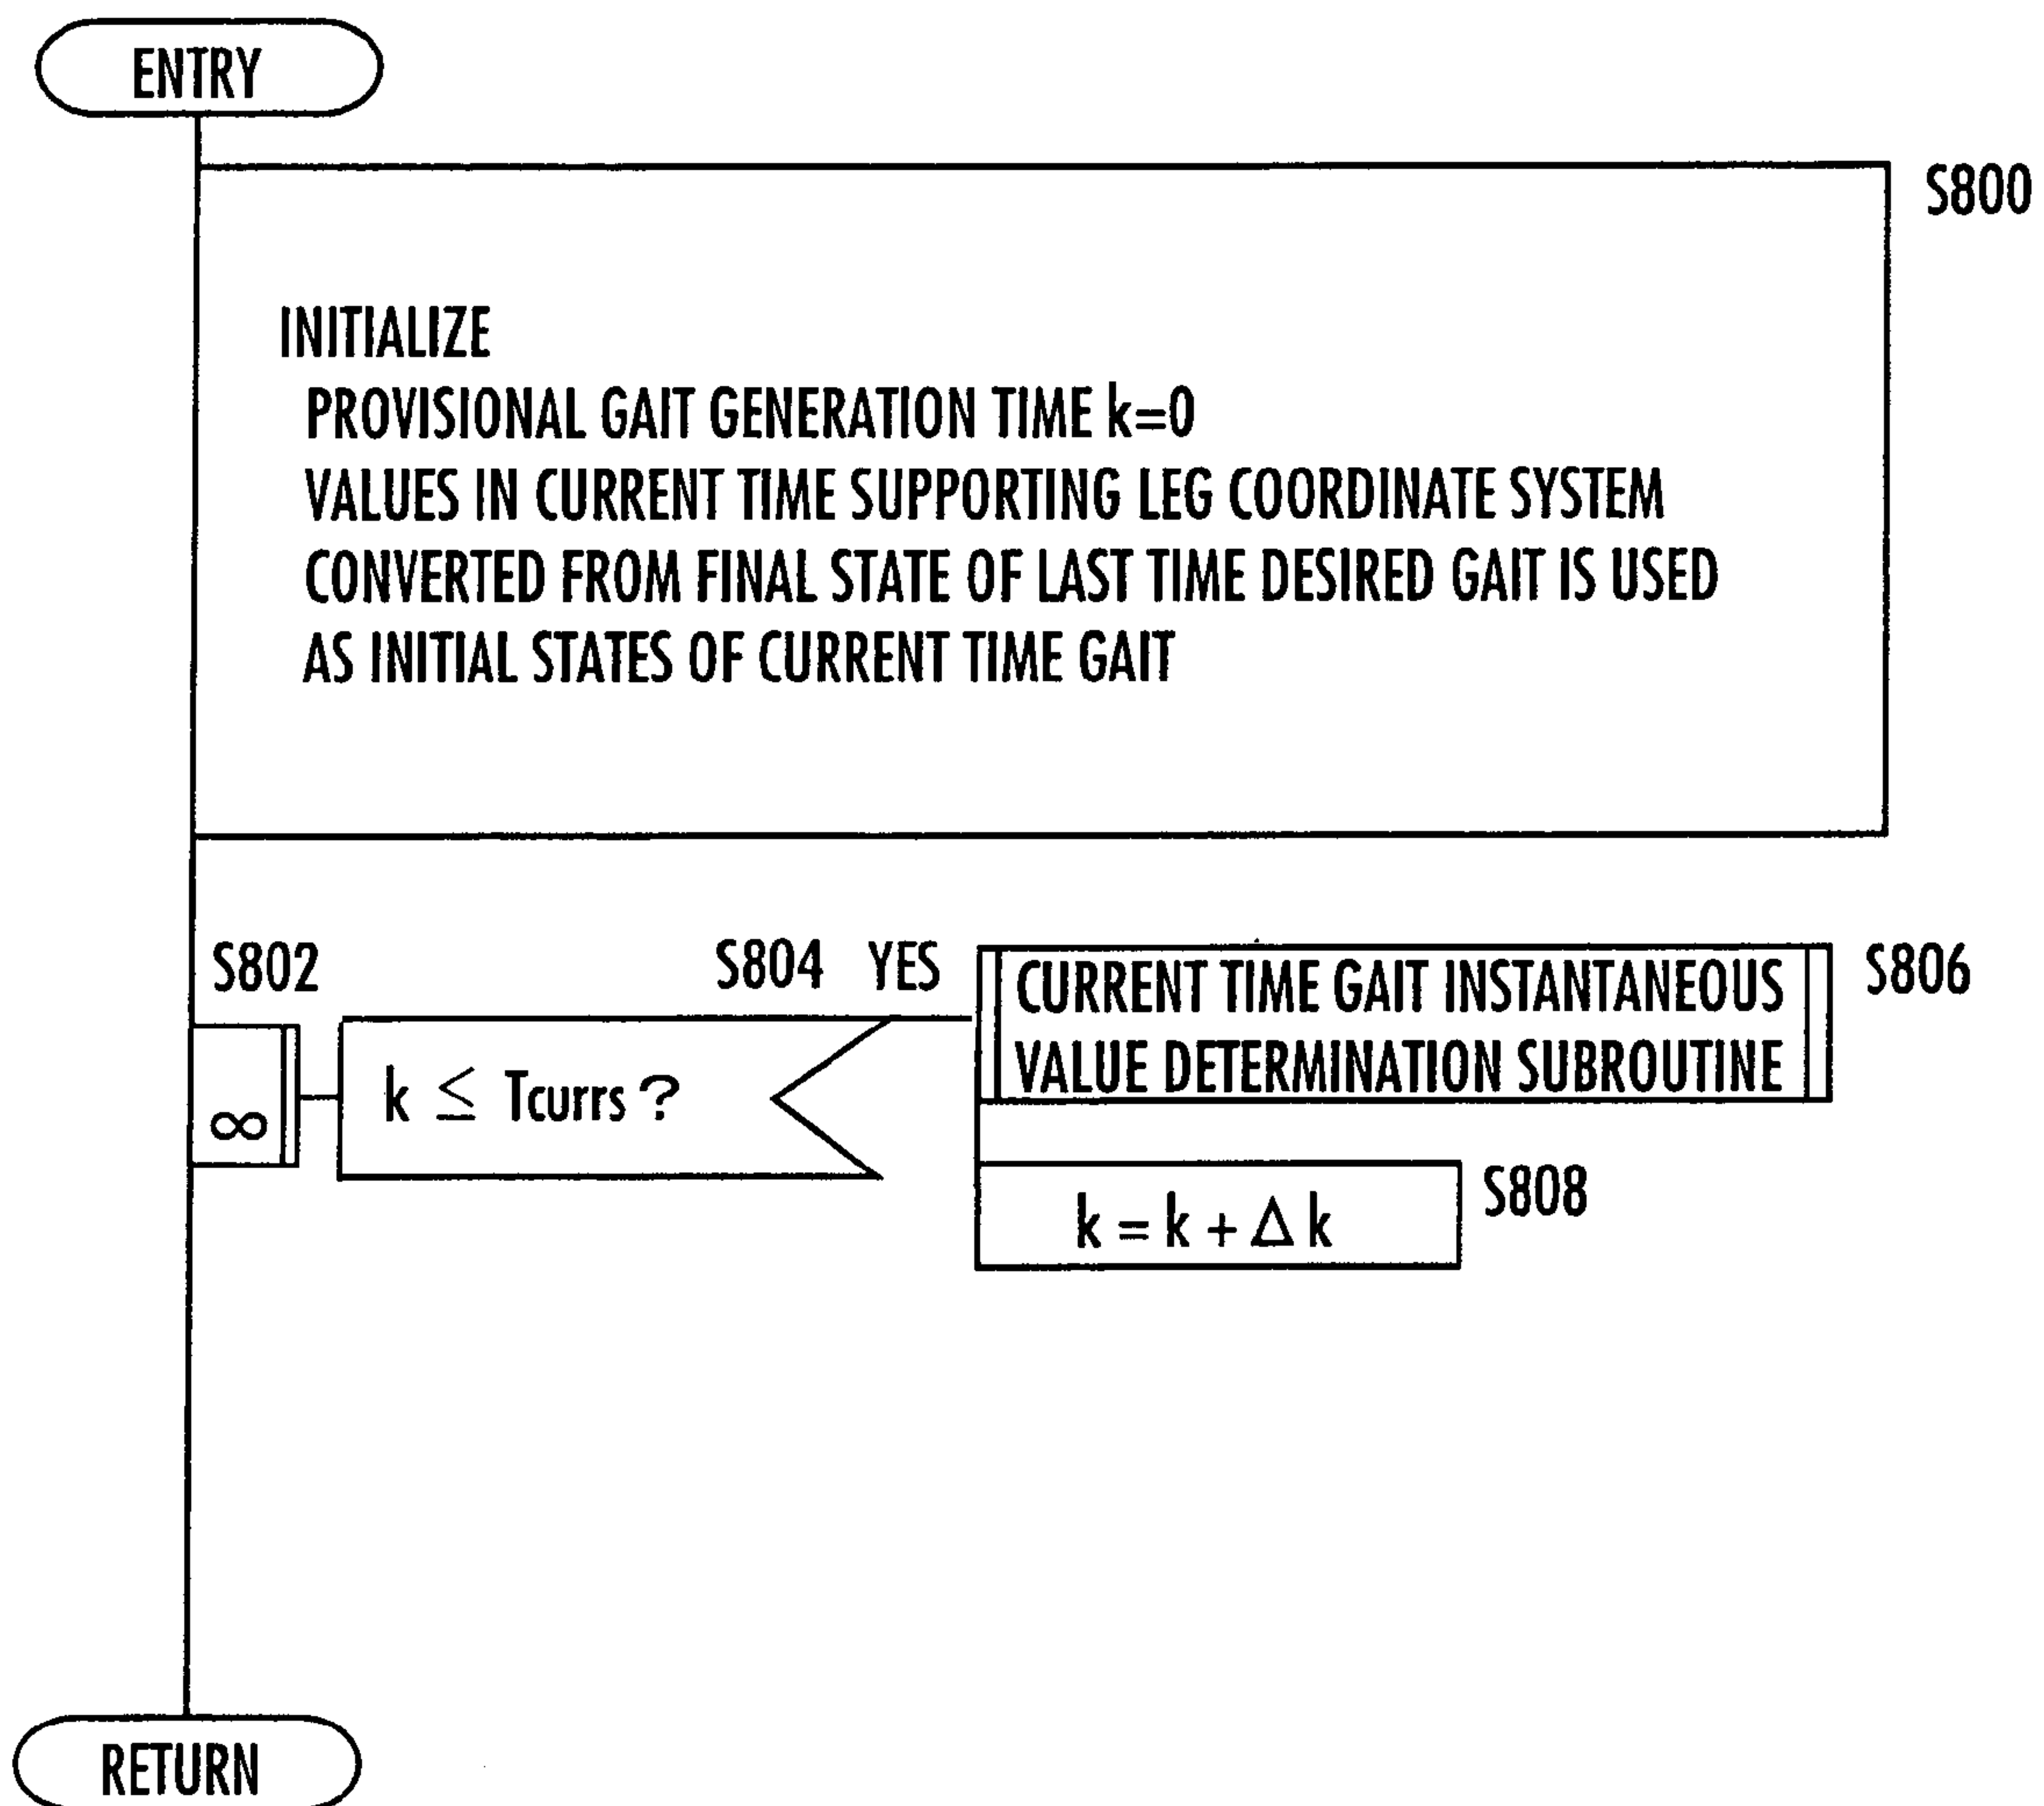 ENTRY
S800
INITIALIZE
PROVISIONAL GAIT GENERATION TIME k=0
VALUES IN CURRENT TIME SUPPORTING LEG COORDINATE SYSTEM
CONVERTED FROM FINAL STATE OF LAST TIME DESIRED GAIT IS USED
AS INITIAL STATES OF CURRENT TIME GAIT
S802
∞
S804 YES
k ≤ Tcurrs ?
CURRENT TIME GAIT INSTANTANEOUS
VALUE DETERMINATION SUBROUTINE
S806
k = k + Δ k
S808
RETURN